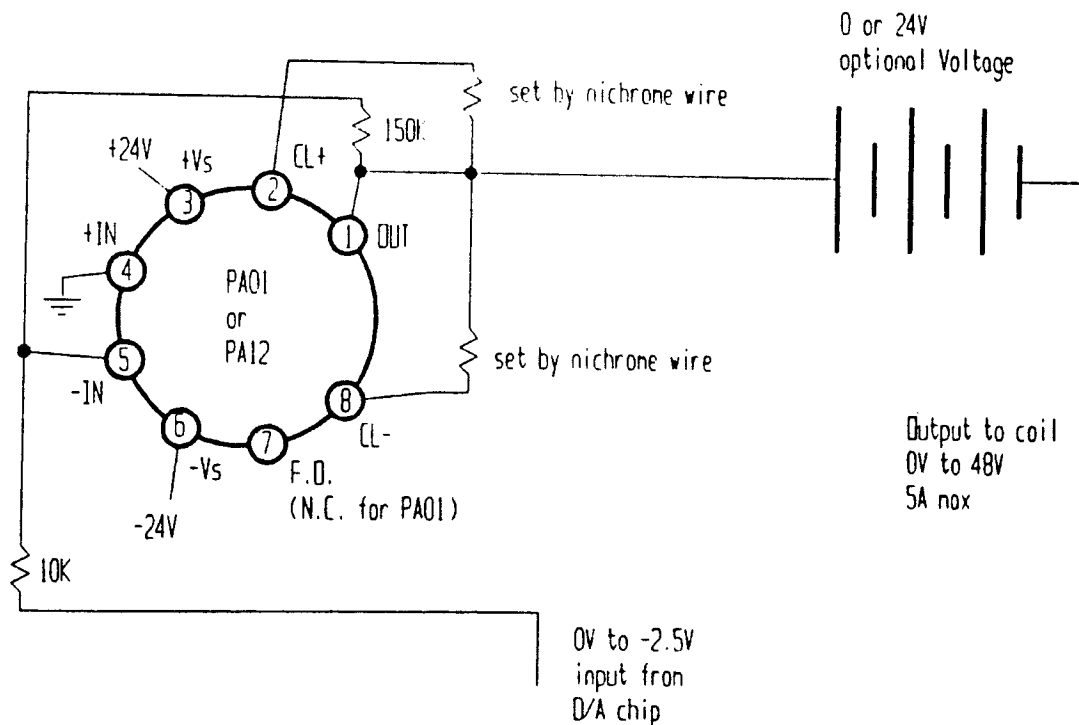 0 or 24V
optional Voltage
set by nichrone wire
150K
+24V
+Vs
CL+
3
2
+IN
1
OUT
4
PA01
or
PA12
5
set by nichrone wire
-IN
8
6
7
CL-
-Vs
F.O.
(N.C. for PA01)
-24V
Output to coil
0V to 48V
5A nax
10K
0V to -2.5V
input fron
D/A chip